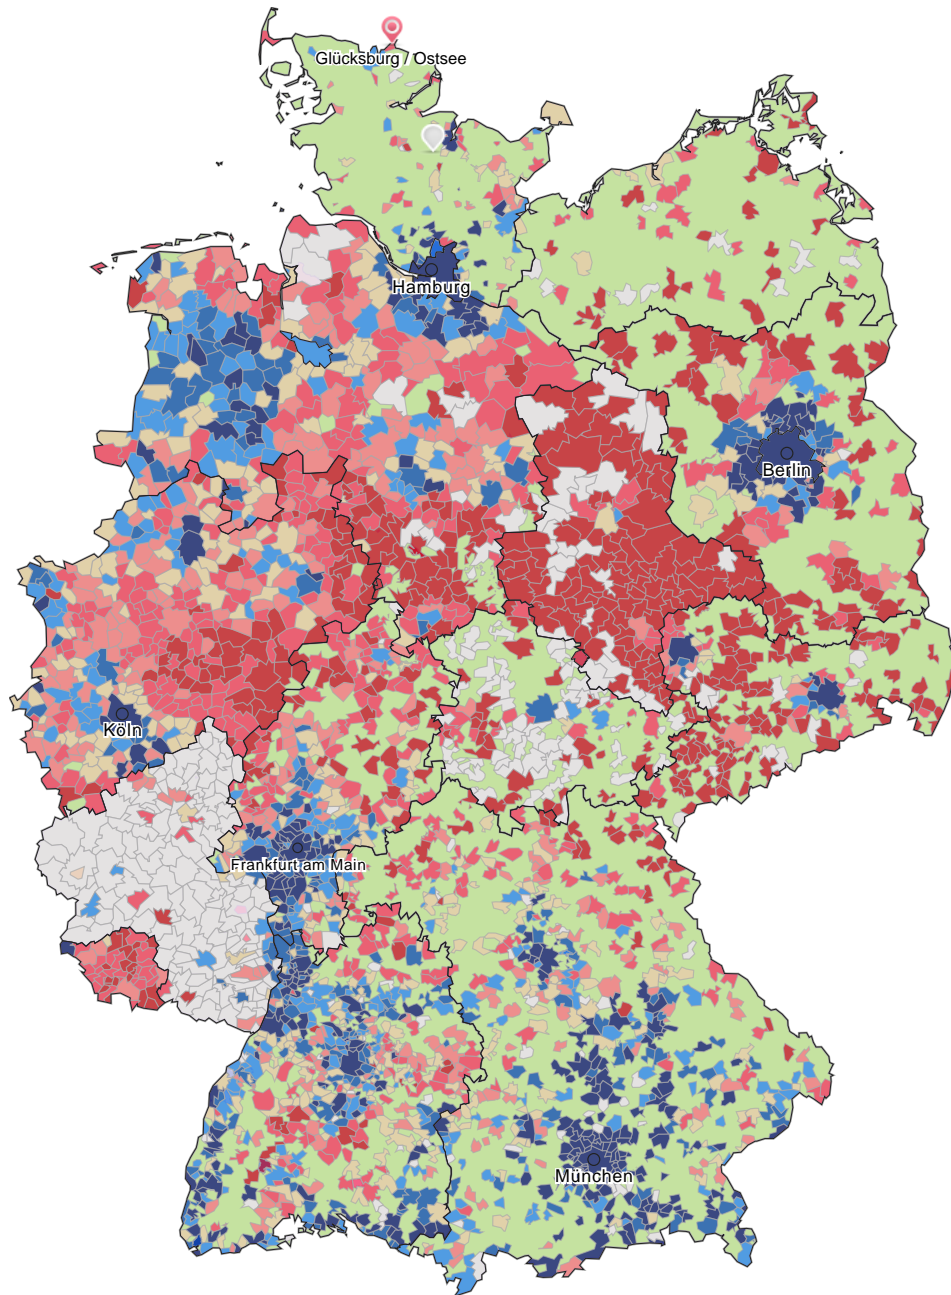 Glücksburg / Ostsee
Hamburg
Berlin
Köln
Frankfurt am Main
München